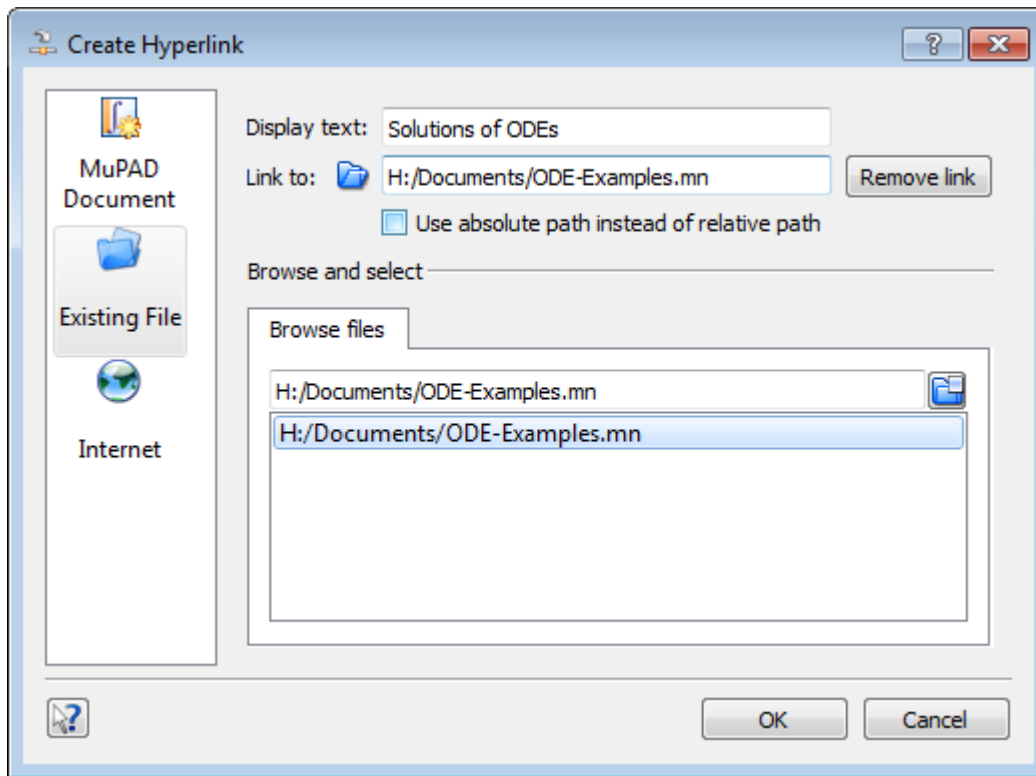 Create Hyperlink
MuPAD
Document
Existing File
Internet
Display text: Solutions of ODEs
Link to: H:/Documents/ODE-Examples.mn Remove link
Use absolute path instead of relative path
Browse and select
Browse files
H:/Documents/ODE-Examples.mn
H:/Documents/ODE-Examples.mn
OK Cancel